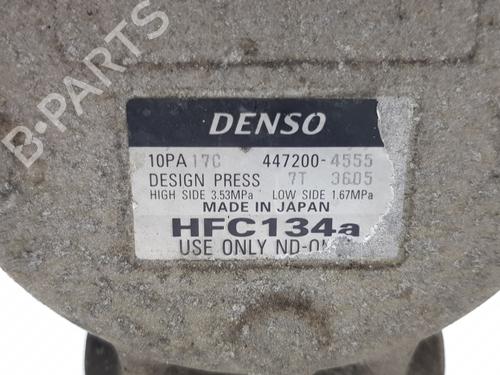 B-PARTS
DENSO
10PA17C 447200-4555
DESIGN PRESS 7T 3605
HIGH SIDE 3.53MPa LOW SIDE 1.67MPa
MADE IN JAPAN
HFC134a
USE ONLY